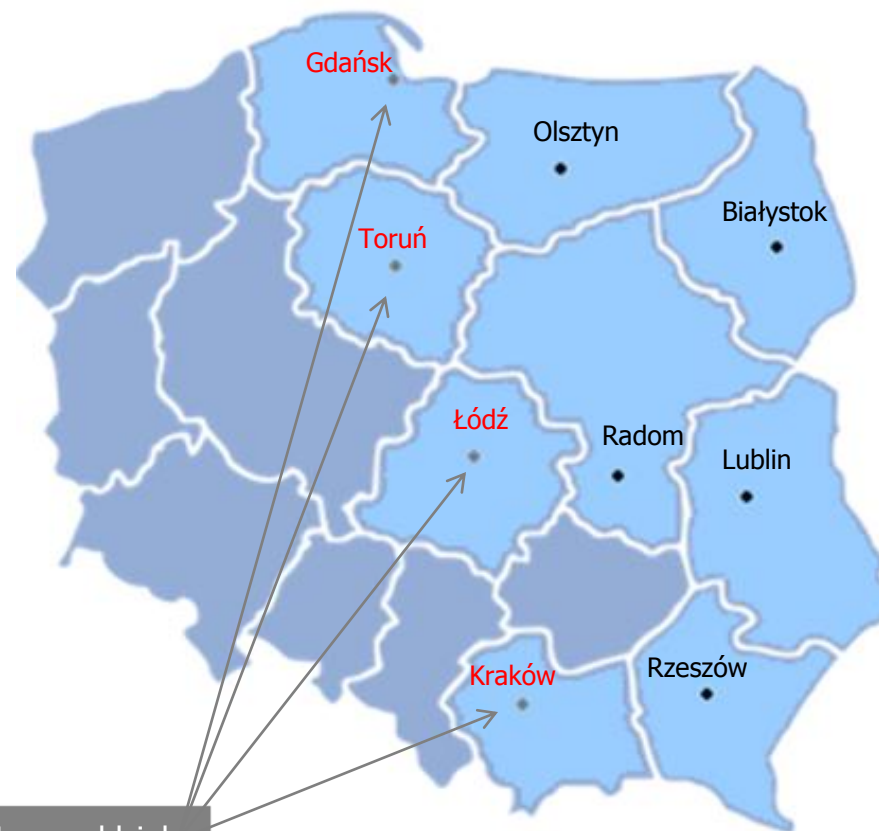 Gdańsk
Olsztyn
Białystok
Toruń
Łódź
Radom
Lublin
Kraków
Rzeszów